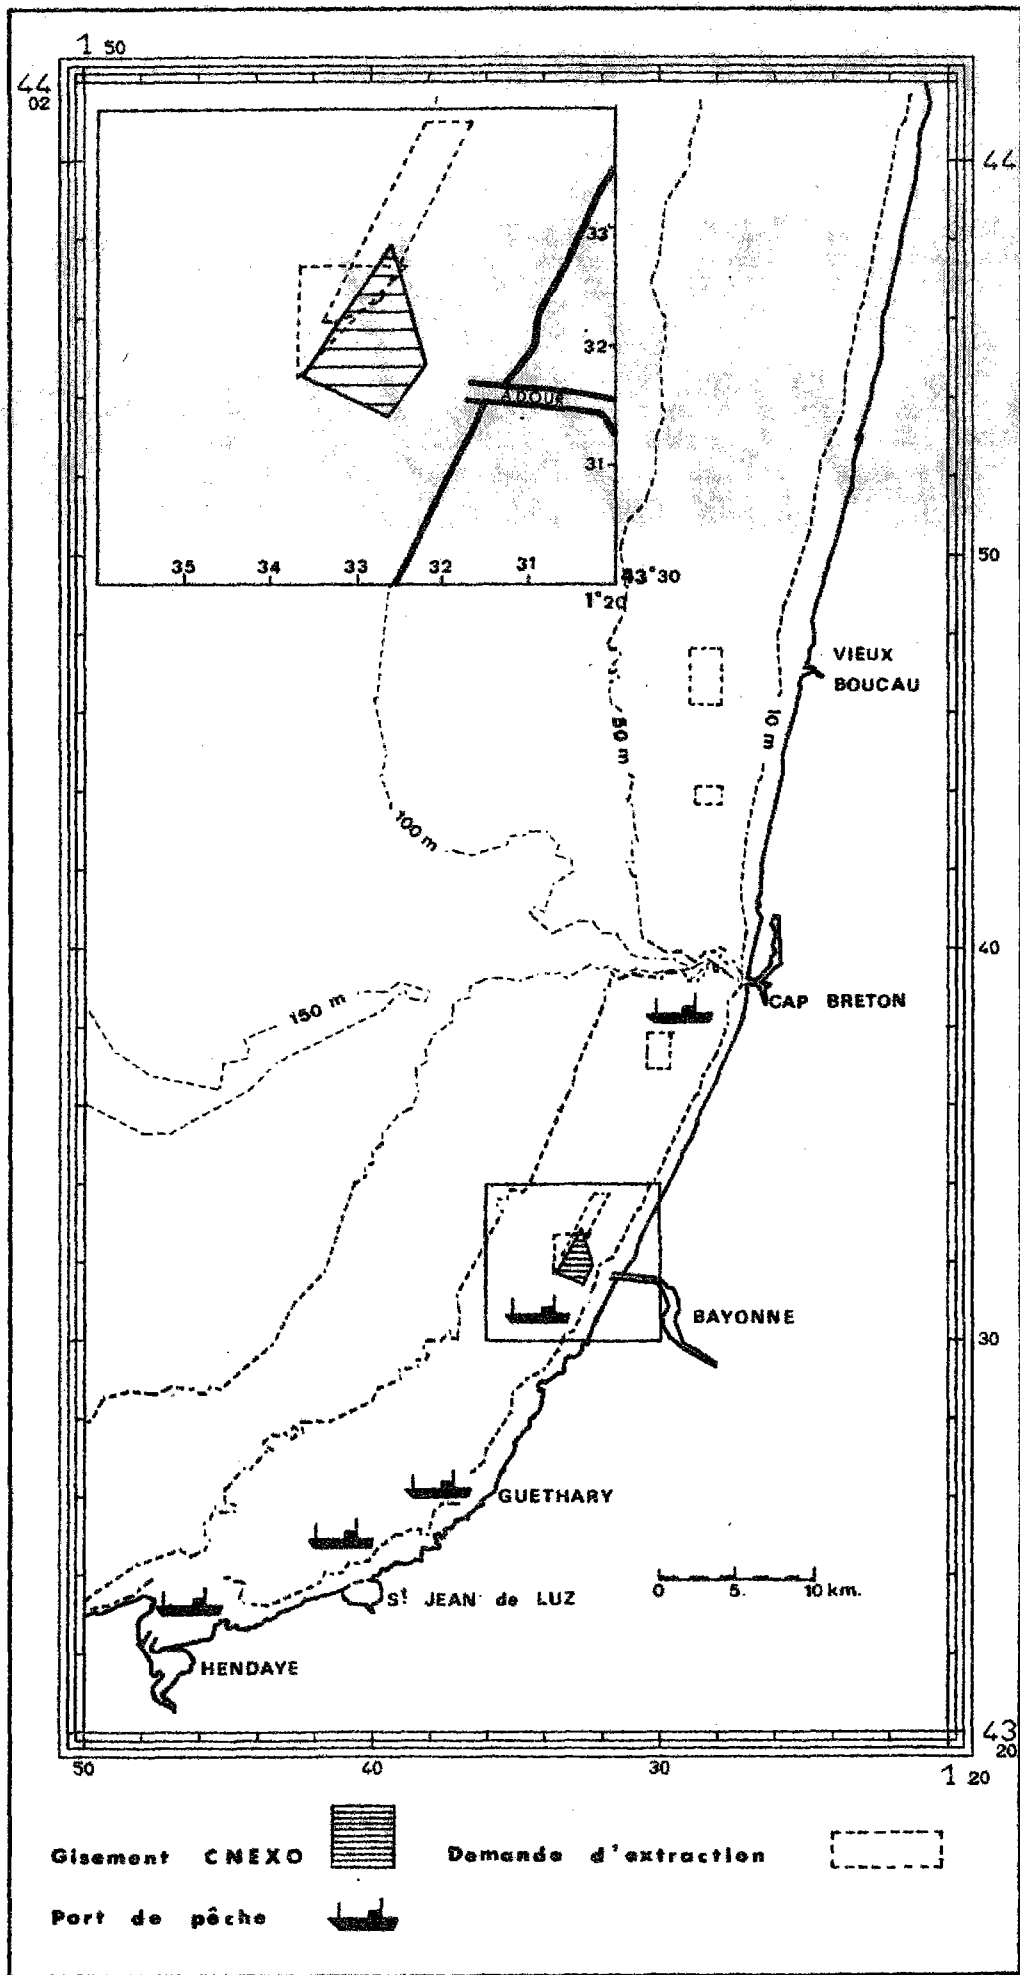 1 50
44
02
44
33
32
ADOUR
31
35 34 33 32 31
43°30
1°20
50
VIEUX
BOUCAU
50 m
10 m
100 m
40
150 m
CAP BRETON
BAYONNE
30
GUETHARY
0 5. 10 km.
St JEAN de LUZ
HENDAYE
43
20
50 40 30 1 20
Gisement CNEXO
Demande d'extraction
Port de pêche